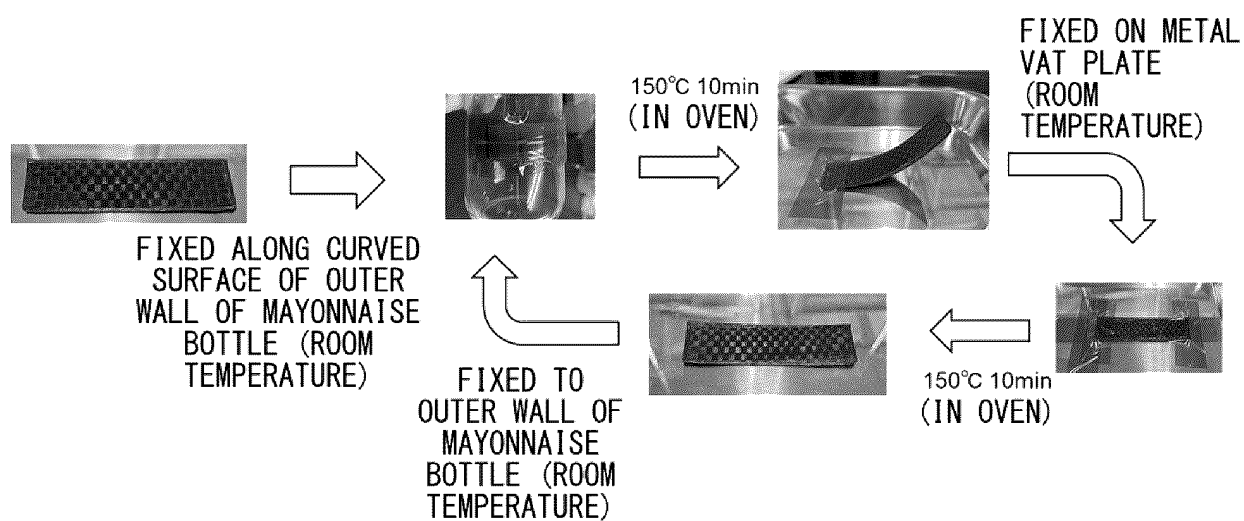 FIXED ALONG CURVED
SURFACE OF OUTER
WALL OF MAYONNAISE
BOTTLE (ROOM
TEMPERATURE)
150℃ 10min
(IN OVEN)
FIXED ON METAL
VAT PLATE
(ROOM
TEMPERATURE)
150℃ 10min
(IN OVEN)
FIXED TO
OUTER WALL OF
MAYONNAISE
BOTTLE (ROOM
TEMPERATURE)